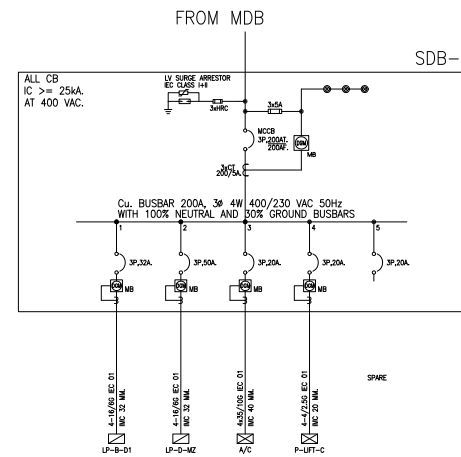 FROM MDB
SDB-
ALL CB
IC >= 25kA.
AT 400 VAC.
LV SURGE ARRESTOR
IEC CLASS I+II
3xHRC
3x5A
MCCB
3P,200AT.
200AF.
DGM
MB
3xCT
200/5A.
Cu. BUSBAR 200A, 3ø 4W 400/230 VAC 50Hz
WITH 100% NEUTRAL AND 30% GROUND BUSBARS
1 2 3 4 5
3P,32A. 3P,50A. 3P,20A. 3P,20A. 3P,20A.
DGM MB DGM MB DGM MB DGM MB
4-16/6G IEC 01
IMC 32 MM.
4-16/6G IEC 01
IMC 32 MM.
4x35/10G IEC 01
IMC 40 MM.
4-4/2.5G IEC 01
IMC 20 MM.
SPARE
LP-B-D1 LP-D-MZ A/C P-LIFT-C